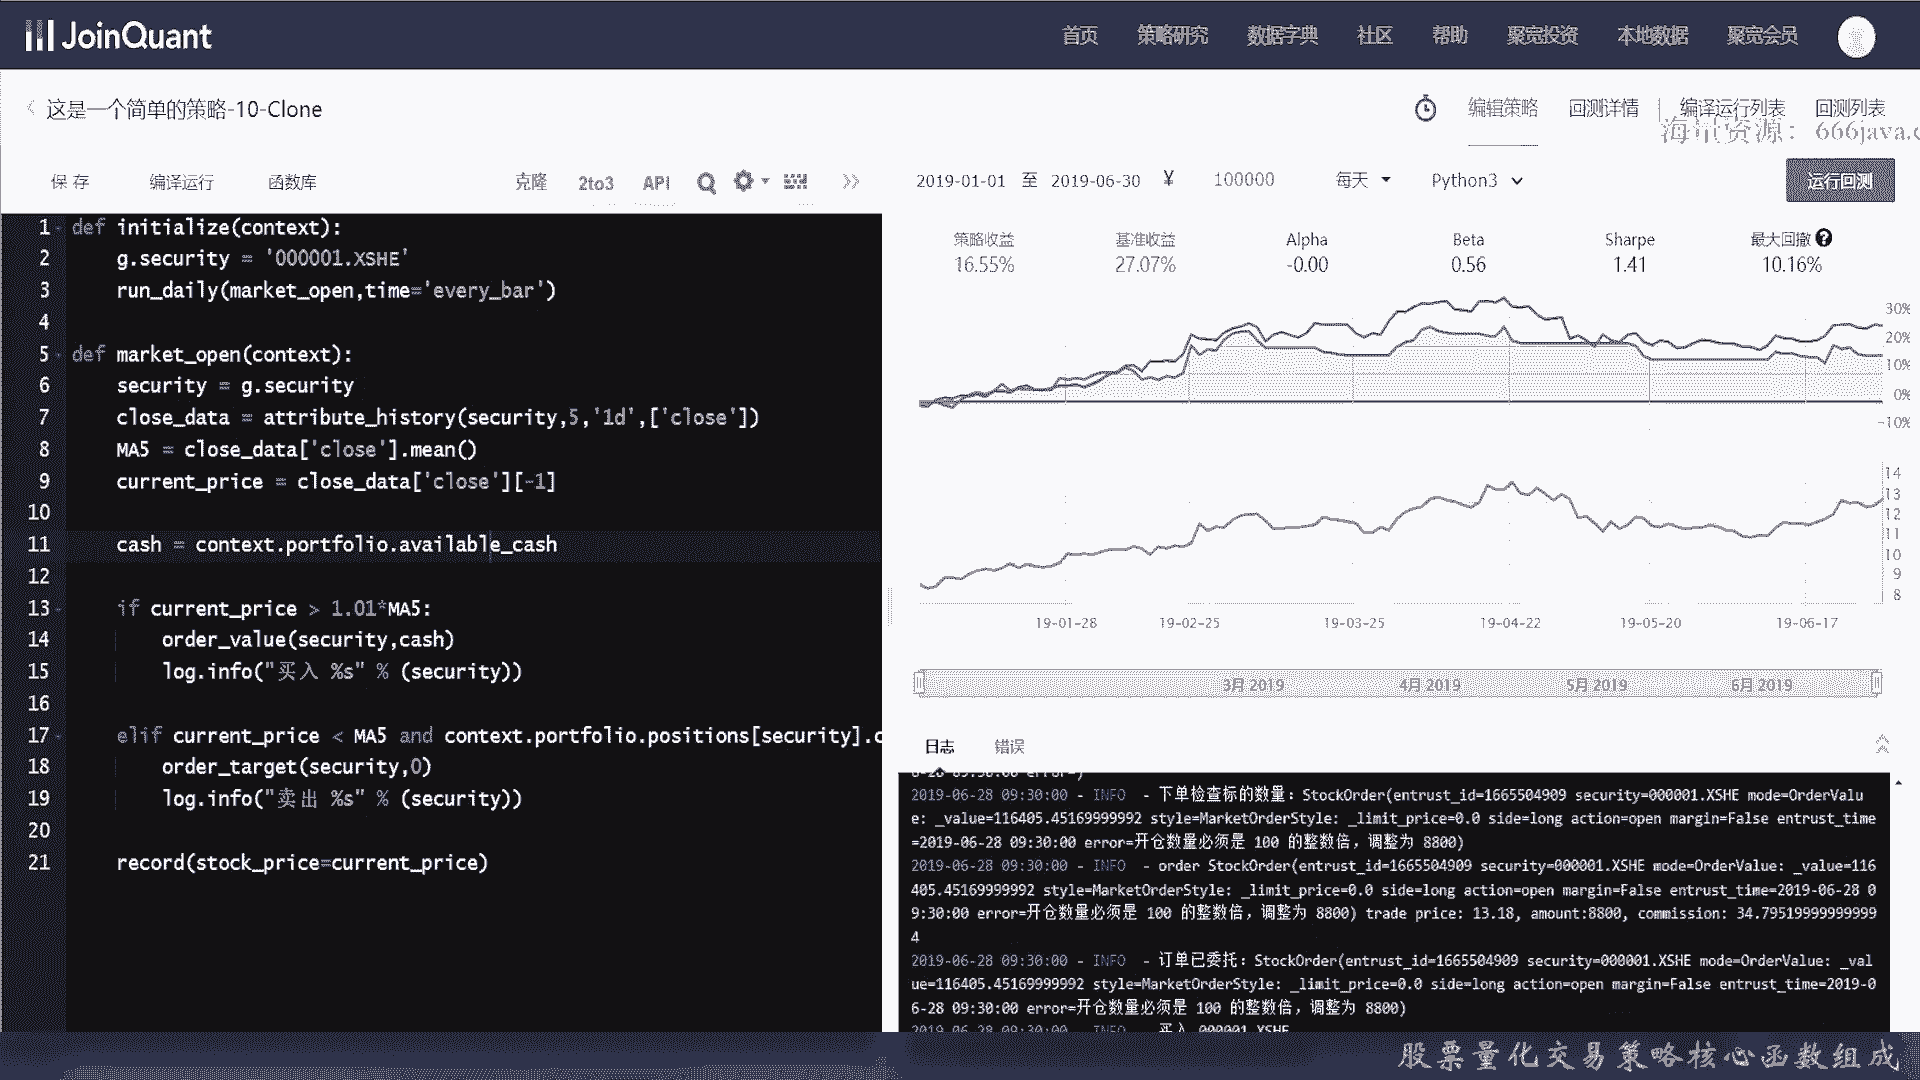 JoinQuant
首页 策略研究 数据字典 社区 帮助 聚宽投资 本地数据 聚宽会员
这是一个简单的策略-10-Clone
编辑策略 回测详情 编译运行列表 回测列表
海量资源：666java.c
保存 编译运行 函数库 克隆 2to3 API
2019-01-01 至 2019-06-30 ¥ 100000 每天 Python3 运行回测
1 def initialize(context):
2 g.security = '000001.XSHE'
3 run_daily(market_open,time='every_bar')
4
5 def market_open(context):
6 security = g.security
7 close_data = attribute_history(security,5,'1d',['close'])
8 MA5 = close_data['close'].mean()
9 current_price = close_data['close'][-1]
10
11 cash = context.portfolio.available_cash
12
13 if current_price > 1.01*MA5:
14 order_value(security,cash)
15 log.info("买入 %s" % (security))
16
17 elif current_price < MA5 and context.portfolio.positions[security].c
18 order_target(security,0)
19 log.info("卖出 %s" % (security))
20
21 record(stock_price=current_price)
策略收益 基准收益 Alpha Beta Sharpe 最大回撤
16.55% 27.07% -0.00 0.56 1.41 10.16%
30%
20%
10%
0%
-10%
14
13
12
11
10
9
8
19-01-28 19-02-25 19-03-25 19-04-22 19-05-20 19-06-17
3月 2019 4月 2019 5月 2019 6月 2019
日志 错误
6-28 09:30:00 error=)
2019-06-28 09:30:00 - INFO - 下单检查标的数量：StockOrder(entrust_id=1665504909 security=000001.XSHE mode=OrderValu
e: _value=116405.45169999992 style=MarketOrderStyle: _limit_price=0.0 side=long action=open margin=False entrust_time
=2019-06-28 09:30:00 error=开仓数量必须是 100 的整数倍，调整为 8800)
2019-06-28 09:30:00 - INFO - order StockOrder(entrust_id=1665504909 security=000001.XSHE mode=OrderValue: _value=116
405.45169999992 style=MarketOrderStyle: _limit_price=0.0 side=long action=open margin=False entrust_time=2019-06-28 0
9:30:00 error=开仓数量必须是 100 的整数倍，调整为 8800) trade price: 13.18, amount:8800, commission: 34.79519999999999
4
2019-06-28 09:30:00 - INFO - 订单已委托：StockOrder(entrust_id=1665504909 security=000001.XSHE mode=OrderValue: _val
ue=116405.45169999992 style=MarketOrderStyle: _limit_price=0.0 side=long action=open margin=False entrust_time=2019-0
6-28 09:30:00 error=开仓数量必须是 100 的整数倍，调整为 8800)
2019-06-28 09:30:00 - INFO - 买入 000001.XSHE
股票量化交易策略核心函数组成